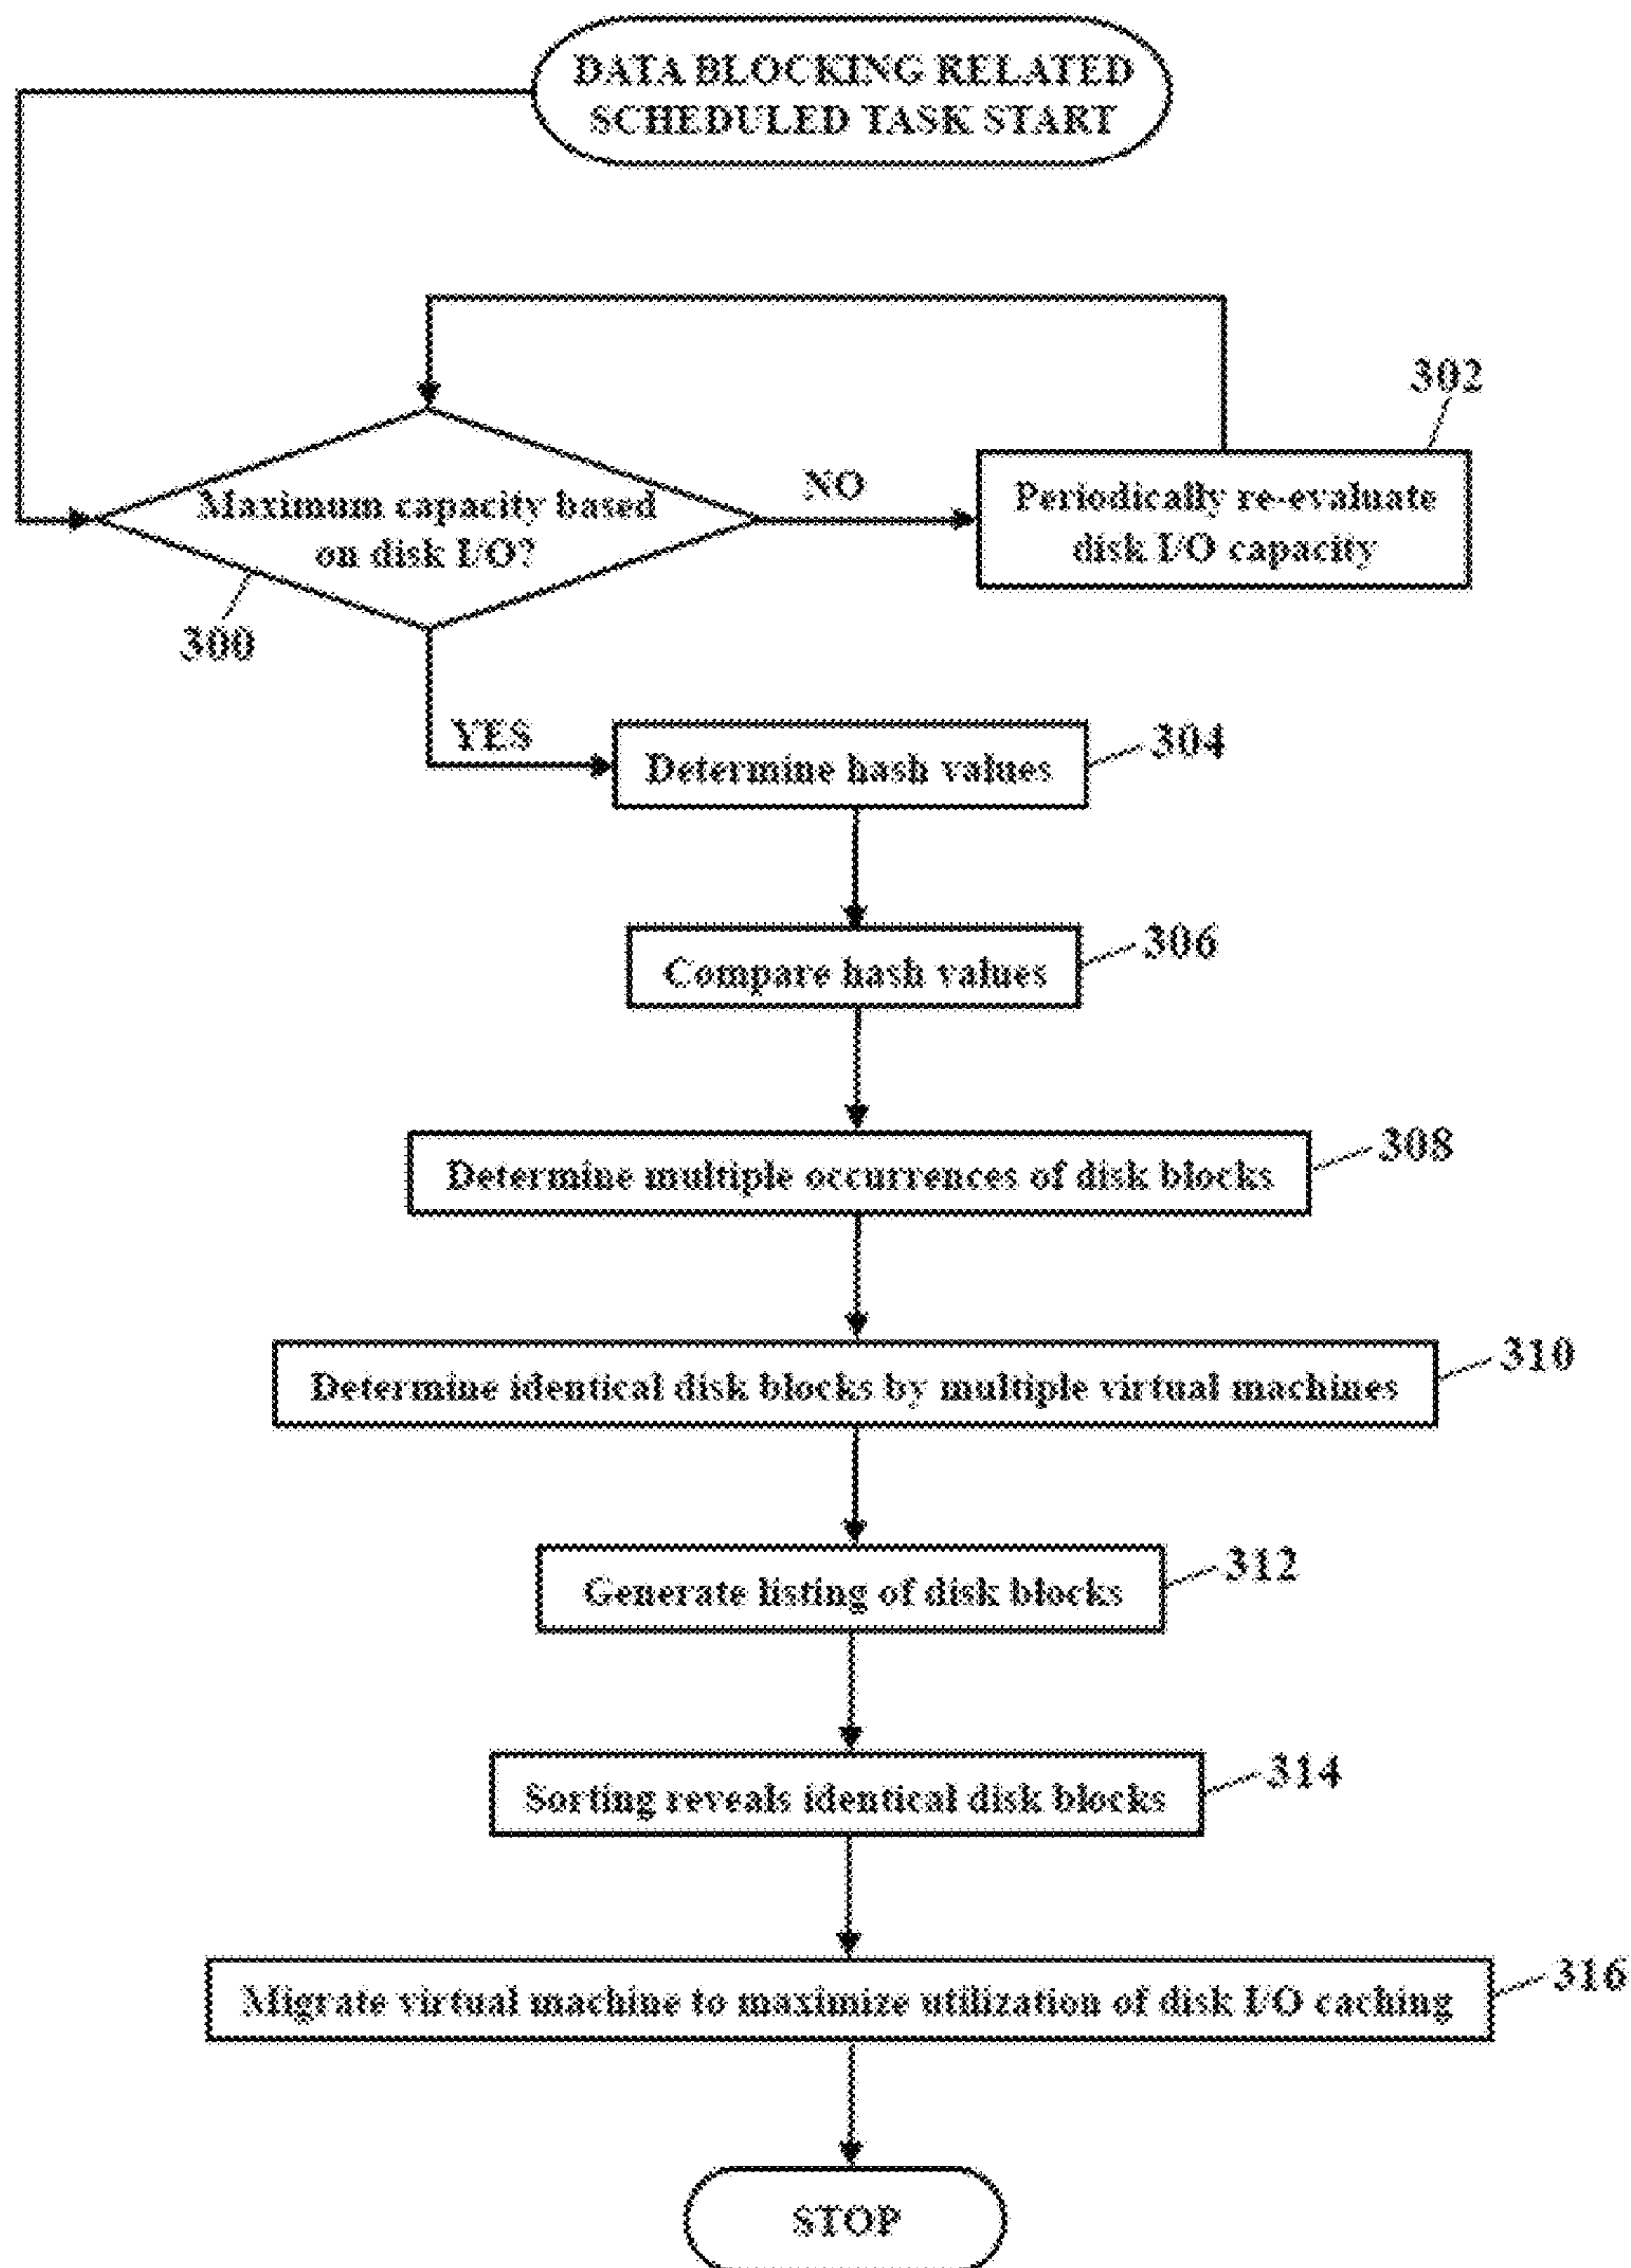 DATA BLOCKING RELATED
SCHEDULED TASK START
302
NO
Periodically re-evaluate
disk I/O capacity
Maximum capacity based
on disk I/O?
300
YES
304
Determine hash values
306
Compare hash values
308
Determine multiple occurrences of disk blocks
310
Determine identical disk blocks by multiple virtual machines
312
Generate listing of disk blocks
314
Sorting reveals identical disk blocks
316
Migrate virtual machine to maximize utilization of disk I/O caching
STOP